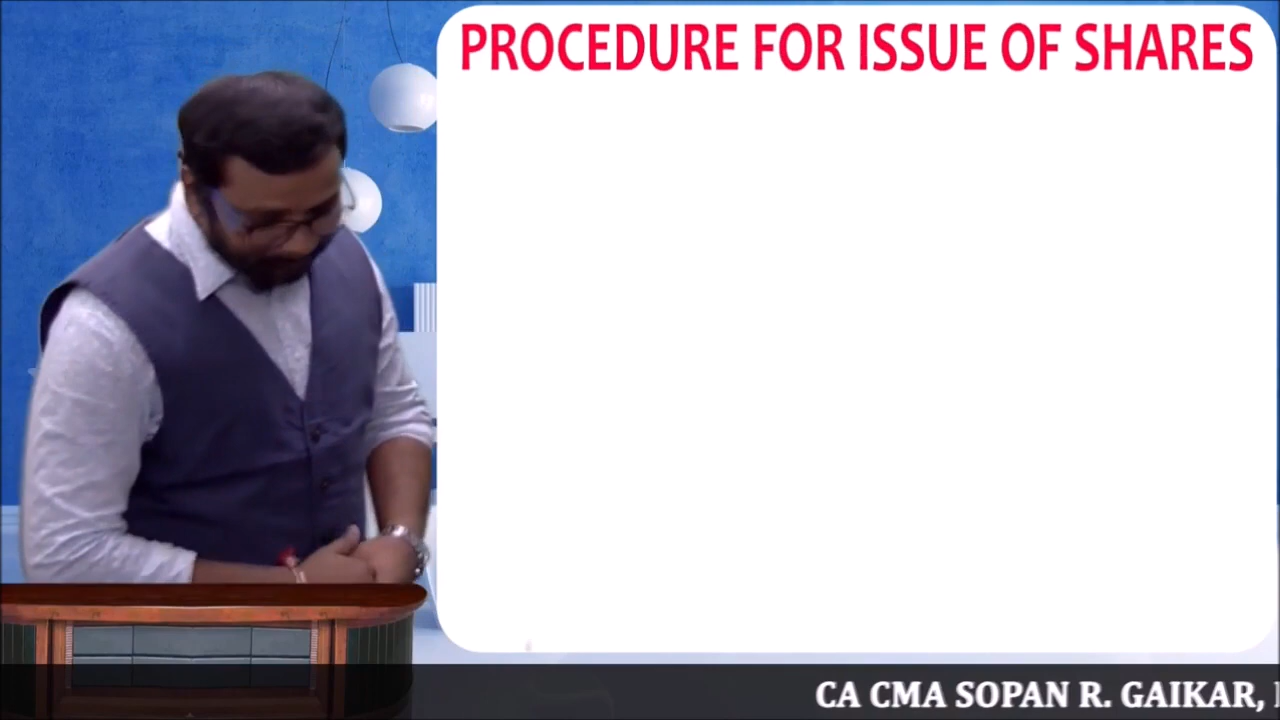 PROCEDURE FOR ISSUE OF SHARES
CA CMA SOPAN R. GAIKAR,